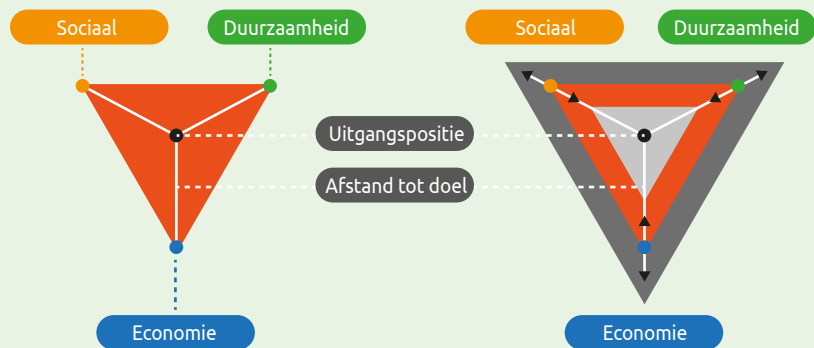 Sociaal
Duurzaamheid
Sociaal
Duurzaamheid
Uitgangspositie
Afstand tot doel
Economie
Economie